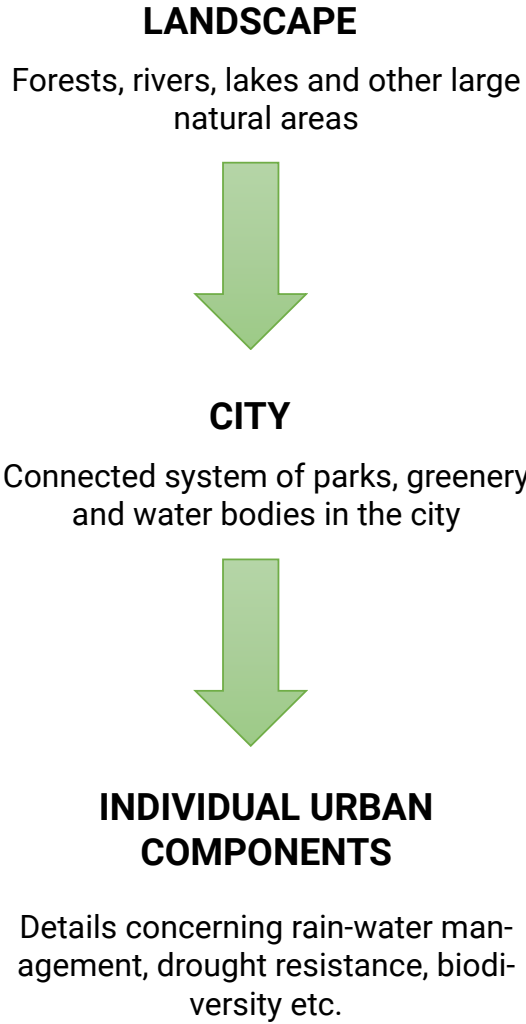 LANDSCAPE
Forests, rivers, lakes and other large
natural areas
CITY
Connected system of parks, greenery
and water bodies in the city
INDIVIDUAL URBAN
COMPONENTS
Details concerning rain-water man-
agement, drought resistance, biodi-
versity etc.